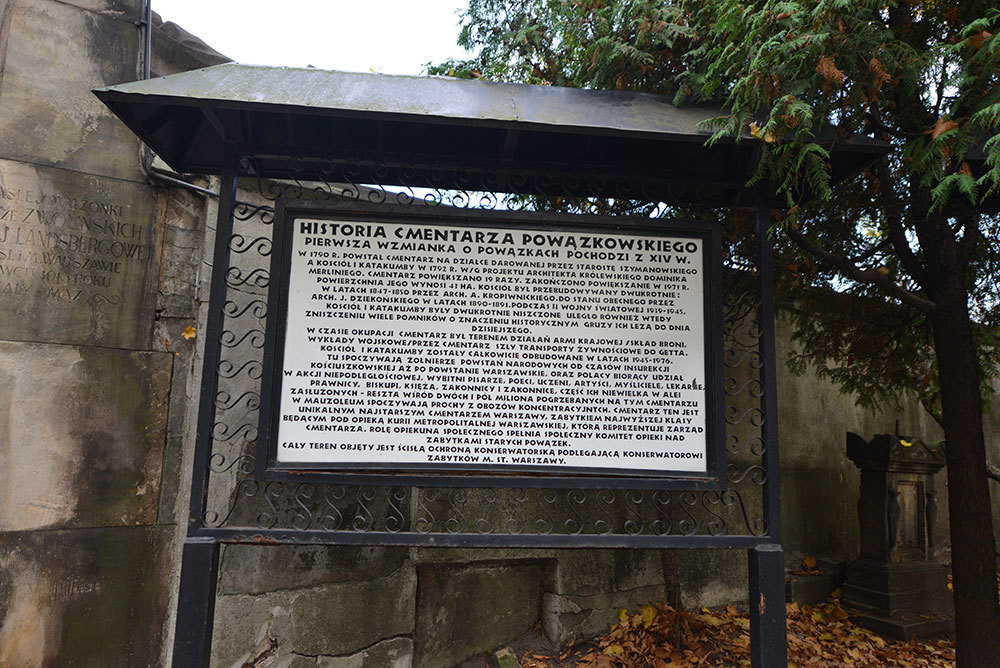 HISTORIA CMENTARZA POWĄZKOWSKIEGO
PIERWSZA WZMIANKA O POWĄZKACH POCHODZI Z XIV W.
W 1790 R. POWSTAŁ CMENTARZ NA DZIAŁCE DAROWANEJ PRZEZ STAROSTĘ SZYMANOWSKIEGO
A KOŚCIÓŁ I KATAKUMBY W 1792 R. W/G PROJEKTU ARCHITEKTA KRÓLEWSKIEGO DOMINIKA
MERLINIEGO. CMENTARZ POWIĘKSZANO 19 RAZY. ZAKOŃCZONO POWIĘKSZANIE W 1971 R.
POWIERZCHNIA JEGO WYNOSI 43 HA. KOŚCIÓŁ BYŁ PRZEBUDOWYWANY DWUKROTNIE:
W LATACH 1847-1850 PRZEZ ARCH. A. KROPIWNICKIEGO. DO STANU OBECNEGO PRZEZ
ARCH. J. DZIEKOŃSKIEGO W LATACH 1890-1891. PODCZAS II WOJNY ŚWIATOWEJ 1919-1945,
KOŚCIÓŁ I KATAKUMBY BYŁY DWUKROTNIE NISZCZONE ULEGŁO RÓWNIEŻ WTEDY
ZNISZCZENIU WIELE POMNIKÓW O ZNACZENIU HISTORYCZNYM GRUZY ICH LEŻĄ DO DNIA
DZISIEJSZEGO.
W CZASIE OKUPACJI CMENTARZ BYŁ TERENEM DZIAŁAŃ ARMI KRAJOWEJ /SKŁAD BRONI,
WYKŁADY WOJSKOWE/PRZEZ CMENTARZ SZŁY TRANSPORTY ŻYWNOŚCIOWE DO GETTA.
KOŚCIÓŁ I KATAKUMBY ZOSTAŁY CAŁKOWICIE ODBUDOWANE W LATACH 1945-1976.
TU SPOCZYWAJĄ ŻOŁNIERZE POWSTAŃ NARODOWYCH OD CZASÓW INSUREKCJI
KOŚCIUSZKOWSKIEJ AŻ PO POWSTANIE WARSZAWSKIE, ORAZ POLACY BIORĄCY UDZIAŁ
W AKCJI NIEPODLEGŁOŚCIOWEJ, WYBITNI PISARZE, POECI, UCZENI, ARTYŚCI, MYŚLICIELE, LEKARZE,
PRAWNICY, BISKUPI, KSIĘŻA, ZAKONNICY I ZAKONNICE, CZĘŚĆ ICH NIEWIELKA W ALEI
ZASŁUŻONYCH - RESZTA WŚRÓD DWÓCH I PÓŁ MILIONA POGRZEBANYCH NA TYM CMENTARZU
W MAUZOLEUM SPOCZYWAJĄ PROCHY Z OBOZÓW KONCENTRACYJNYCH. CMENTARZ TEN JEST
UNIKALNYM NAJSTARSZYM CMENTARZEM WARSZAWY. ZABYTKIEM NAJWYŻSZEJ KLASY
BĘDĄCYM POD OPIEKĄ KURII METROPOLITALNEJ WARSZAWSKIEJ, KTÓRĄ REPREZENTUJE ZARZĄD
CMENTARZA. ROLĘ OPIEKUNA SPOŁECZNEGO SPEŁNIA SPOŁECZNY KOMITET OPIEKI NAD
ZABYTKAMI STARYCH POWĄZEK.
CAŁY TEREN OBJĘTY JEST ŚCISŁĄ OCHRONĄ KONSERWATORSKĄ PODLEGAJĄCĄ KONSERWATOROWI
ZABYTKÓW M. ST. WARSZAWY.
ZWOLIŃSKICH
LANDSBERGOWE
W WARSZAWIE